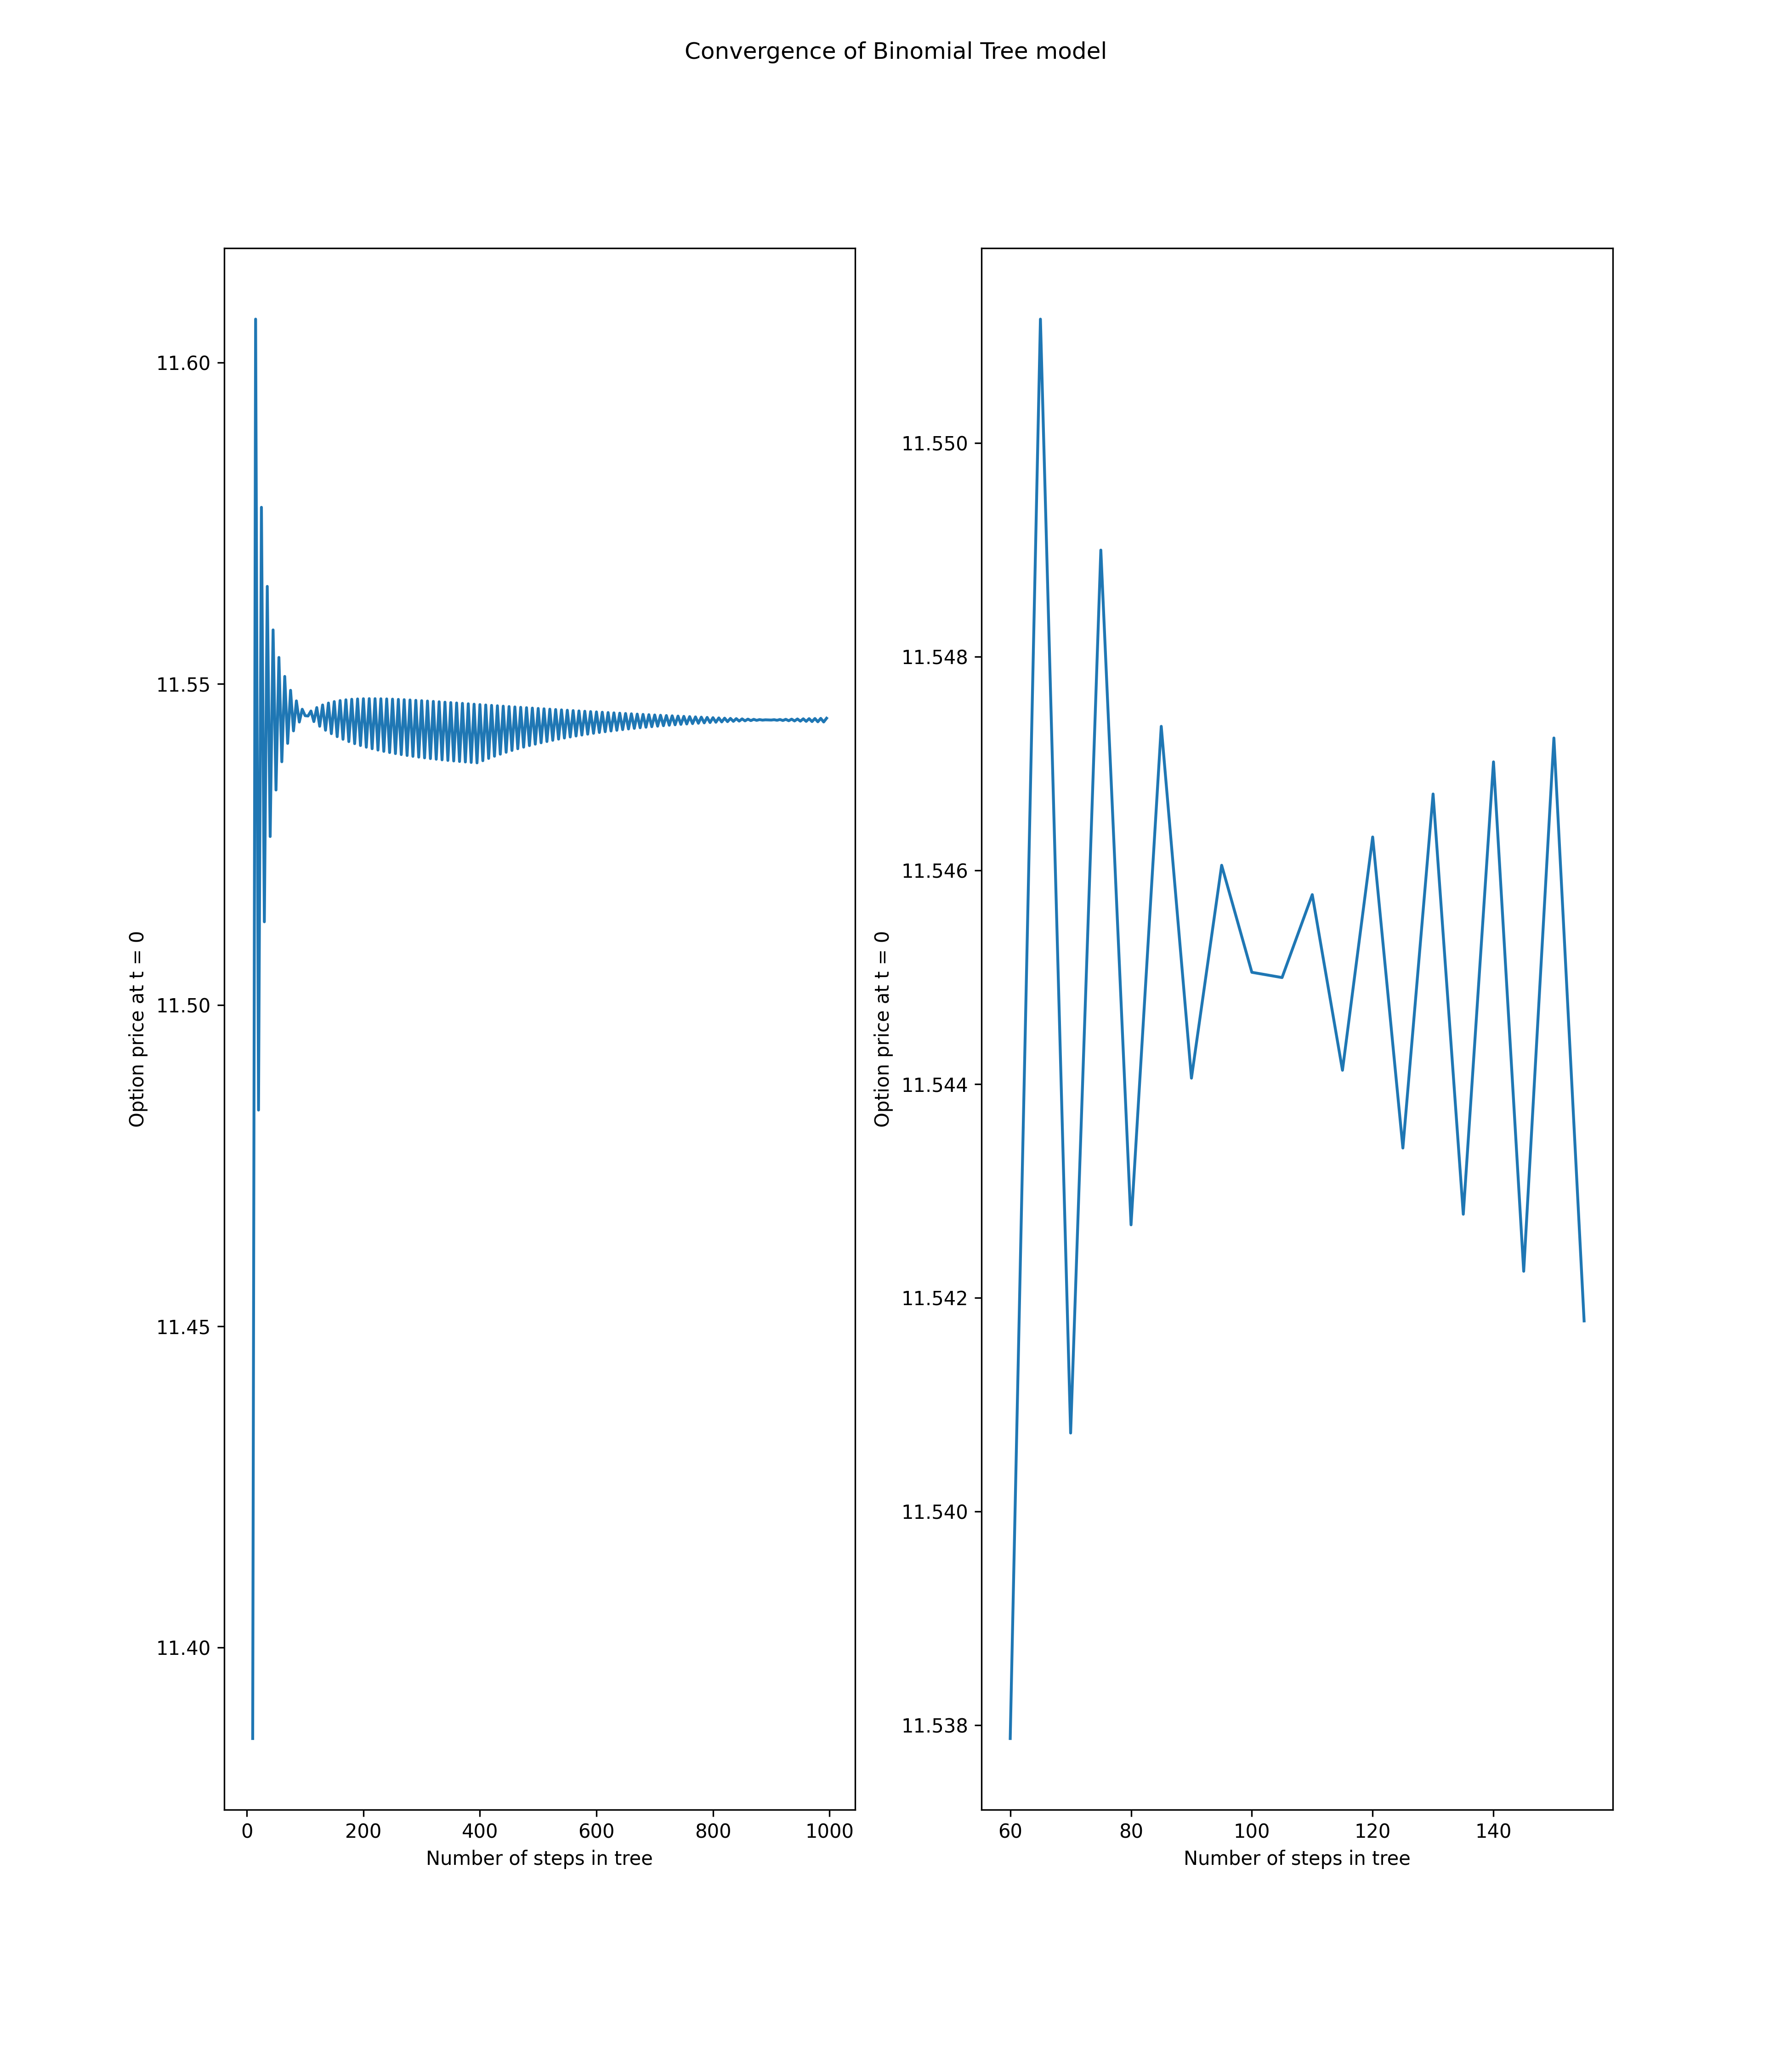 Convergence of Binomial Tree model
Option price at t = 0
11.60
11.55
11.50
11.45
11.40
0 200 400 600 800 1000
Number of steps in tree
Option price at t = 0
11.550
11.548
11.546
11.544
11.542
11.540
11.538
60 80 100 120 140
Number of steps in tree